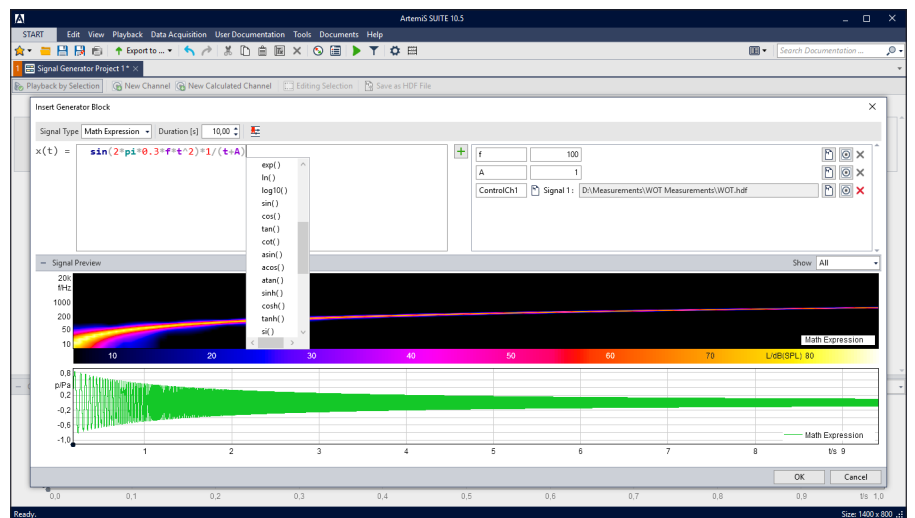 ArtemiS SUITE 10.5
START Edit View Playback Data Acquisition User Documentation Tools Documents Help
Export to ... Search Documentation ...
1 Signal Generator Project 1*
Playback by Selection New Channel New Calculated Channel Editing Selection Save as HDF File
Insert Generator Block
Signal Type Math Expression Duration [s] 10,00
x(t) = sin(2*pi*0.3*f*t^2)*1/(t+A)
f 100
A 1
ControlCh1 Signal 1: D:\Measurements\WOT Measurements\WOT.hdf
exp()
ln()
log10()
sin()
cos()
tan()
cot()
asin()
acos()
atan()
sinh()
cosh()
tanh()
si()
Signal Preview Show All
20k
f/Hz
1000
200
50
10
Math Expression
10 20 30 40 50 60 70 L/dB(SPL) 80
0,8
p/Pa
0,2
-0,2
-0,6
-1,0
Math Expression
1 2 3 4 5 6 7 8 t/s 9
OK Cancel
0,0 0,1 0,2 0,3 0,4 0,5 0,6 0,7 0,8 0,9 t/s 1,0
Ready. Size: 1400 x 800